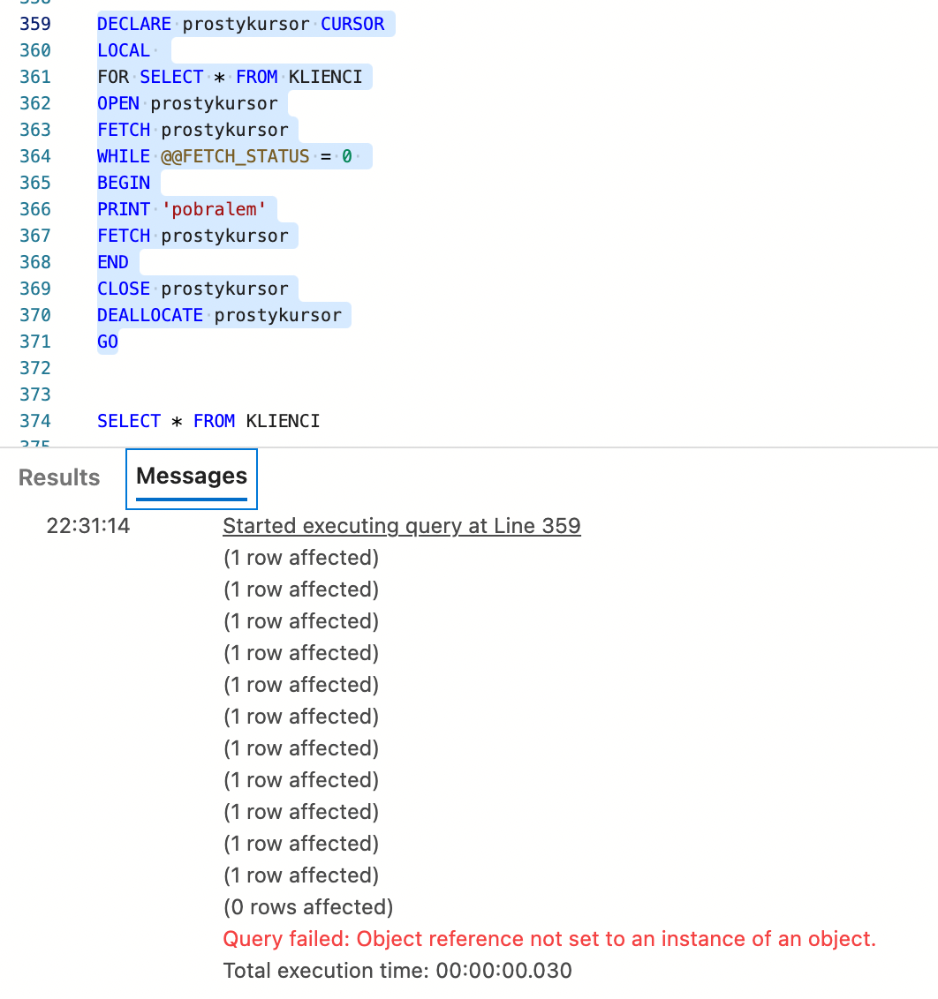 359 DECLARE prostykursor CURSOR
360 LOCAL
361 FOR SELECT * FROM KLIENCI
362 OPEN prostykursor
363 FETCH prostykursor
364 WHILE @@FETCH_STATUS = 0
365 BEGIN
366 PRINT 'pobralem'
367 FETCH prostykursor
368 END
369 CLOSE prostykursor
370 DEALLOCATE prostykursor
371 GO
372
373
374 SELECT * FROM KLIENCI
Results Messages
22:31:14 Started executing query at Line 359
(1 row affected)
(1 row affected)
(1 row affected)
(1 row affected)
(1 row affected)
(1 row affected)
(1 row affected)
(1 row affected)
(1 row affected)
(1 row affected)
(1 row affected)
(0 rows affected)
Query failed: Object reference not set to an instance of an object.
Total execution time: 00:00:00.030